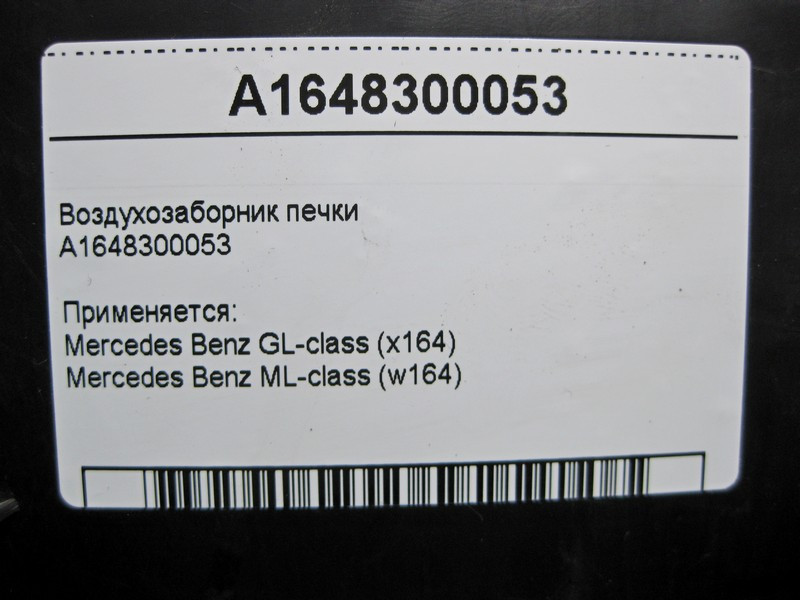 A1648300053
Воздухозаборник печки
A1648300053
Применяется:
Mercedes Benz GL-class (x164)
Mercedes Benz ML-class (w164)